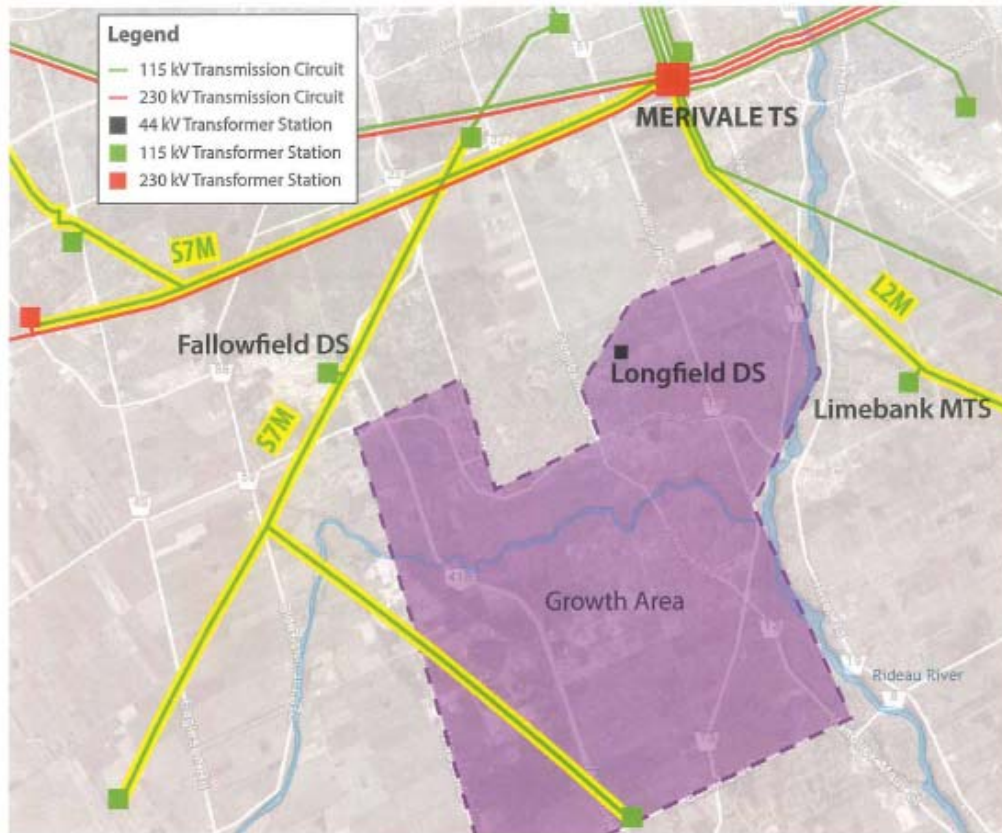 Legend
115 kV Transmission Circuit
230 kV Transmission Circuit
44 kV Transformer Station
115 kV Transformer Station
230 kV Transformer Station
MERIVALE TS
S7M
L2M
Fallowfield DS
Longfield DS
Limebank MTS
S7M
Growth Area
Rideau River